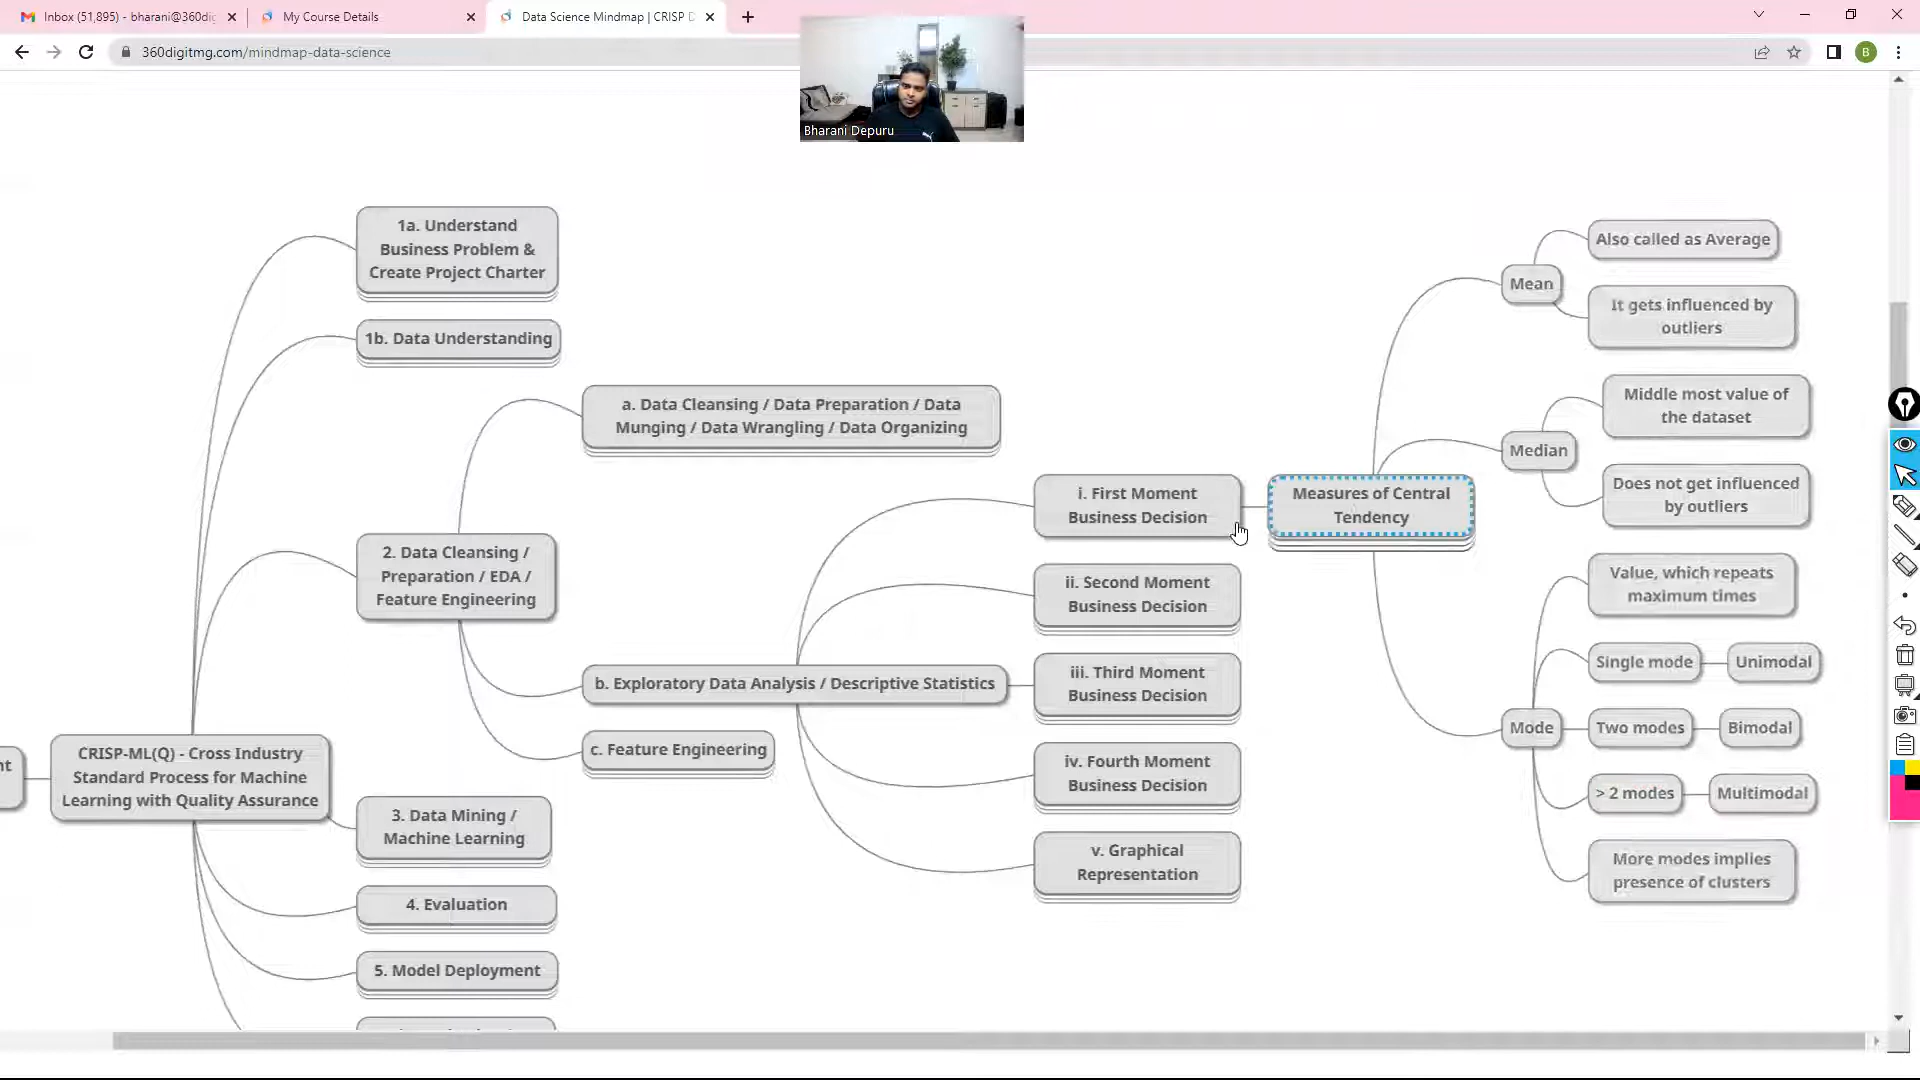 Inbox (51,895) - bharani@360dig
My Course Details
Data Science Mindmap | CRISP D
360digitmg.com/mindmap-data-science
B
Bharani Depuru
1a. Understand
Business Problem &
Create Project Charter
1b. Data Understanding
a. Data Cleansing / Data Preparation / Data
Munging / Data Wrangling / Data Organizing
2. Data Cleansing /
Preparation / EDA /
Feature Engineering
b. Exploratory Data Analysis / Descriptive Statistics
c. Feature Engineering
nt
CRISP-ML(Q) - Cross Industry
Standard Process for Machine
Learning with Quality Assurance
3. Data Mining /
Machine Learning
4. Evaluation
5. Model Deployment
i. First Moment
Business Decision
ii. Second Moment
Business Decision
iii. Third Moment
Business Decision
iv. Fourth Moment
Business Decision
v. Graphical
Representation
Measures of Central
Tendency
Mean
Also called as Average
It gets influenced by
outliers
Median
Middle most value of
the dataset
Does not get influenced
by outliers
Mode
Value, which repeats
maximum times
Single mode
Unimodal
Two modes
Bimodal
> 2 modes
Multimodal
More modes implies
presence of clusters